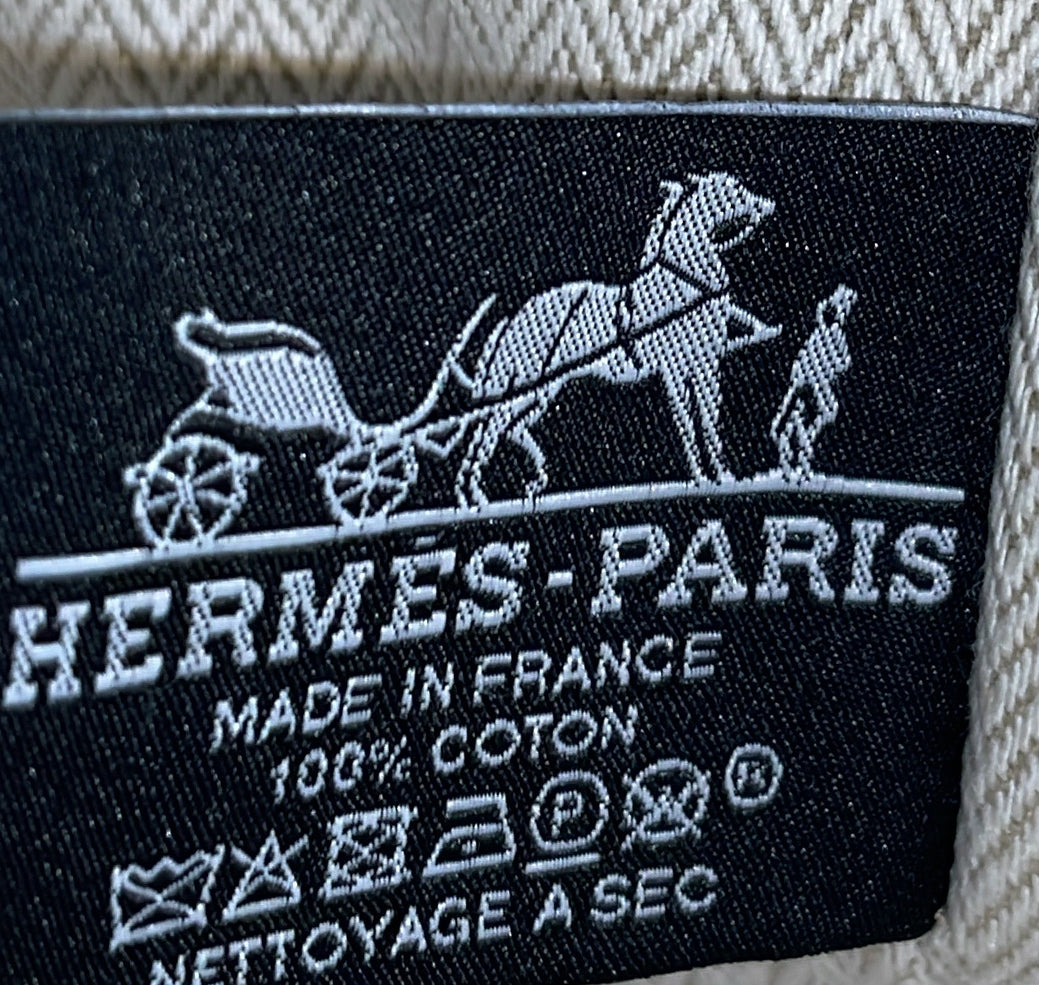 HERMÈS-PARIS
MADE IN FRANCE
100% COTON
P ®
NETTOYAGE A SEC